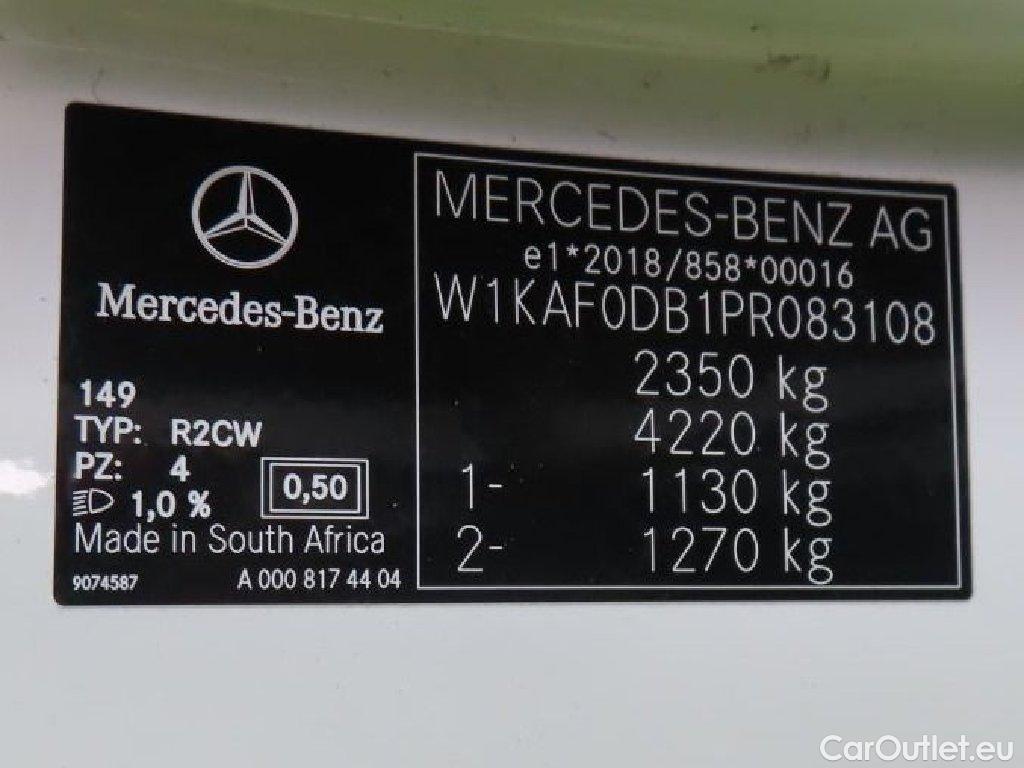 Mercedes-Benz
149
TYP: R2CW
PZ: 4
1,0 %
0,50
Made in South Africa
9074587 A 000 817 44 04
MERCEDES-BENZ AG
e1*2018/858*00016
W1KAF0DB1PR083108
2350 kg
4220 kg
1- 1130 kg
2- 1270 kg
CarOutlet.eu